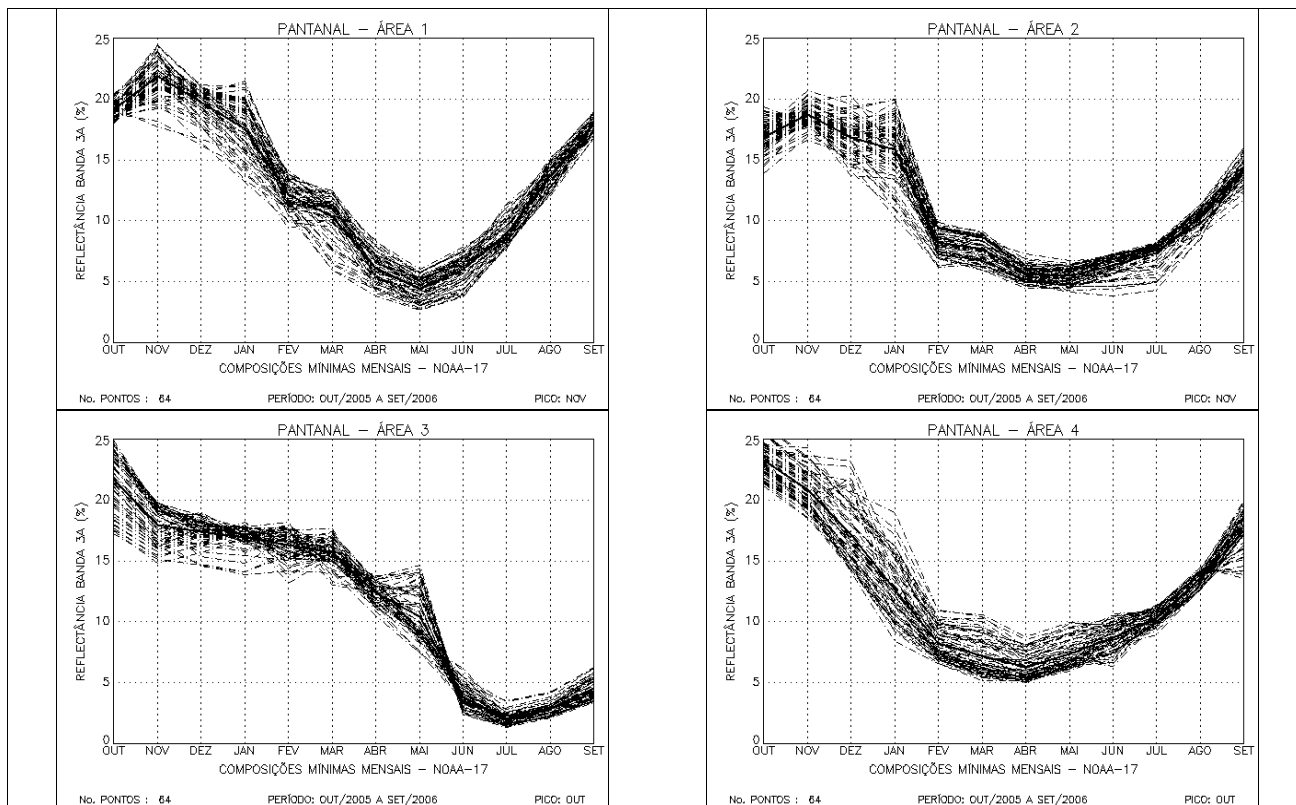 PANTANAL – ÁREA 1
25
20
15
10
5
0
REFLECTÂNCIA BANDA 3A (%)
OUT NOV DEZ JAN FEV MAR ABR MAI JUN JUL AGO SET
COMPOSIÇÕES MÍNIMAS MENSAIS – NOAA–17
No. PONTOS : 64 PERÍODO: OUT/2005 A SET/2006 PICO: NOV
PANTANAL – ÁREA 2
25
20
15
10
5
0
REFLECTÂNCIA BANDA 3A (%)
OUT NOV DEZ JAN FEV MAR ABR MAI JUN JUL AGO SET
COMPOSIÇÕES MÍNIMAS MENSAIS – NOAA–17
No. PONTOS : 64 PERÍODO: OUT/2005 A SET/2006 PICO: NOV
PANTANAL – ÁREA 3
25
20
15
10
5
0
REFLECTÂNCIA BANDA 3A (%)
OUT NOV DEZ JAN FEV MAR ABR MAI JUN JUL AGO SET
COMPOSIÇÕES MÍNIMAS MENSAIS – NOAA–17
No. PONTOS : 64 PERÍODO: OUT/2005 A SET/2006 PICO: OUT
PANTANAL – ÁREA 4
25
20
15
10
5
0
REFLECTÂNCIA BANDA 3A (%)
OUT NOV DEZ JAN FEV MAR ABR MAI JUN JUL AGO SET
COMPOSIÇÕES MÍNIMAS MENSAIS – NOAA–17
No. PONTOS : 64 PERÍODO: OUT/2005 A SET/2006 PICO: OUT